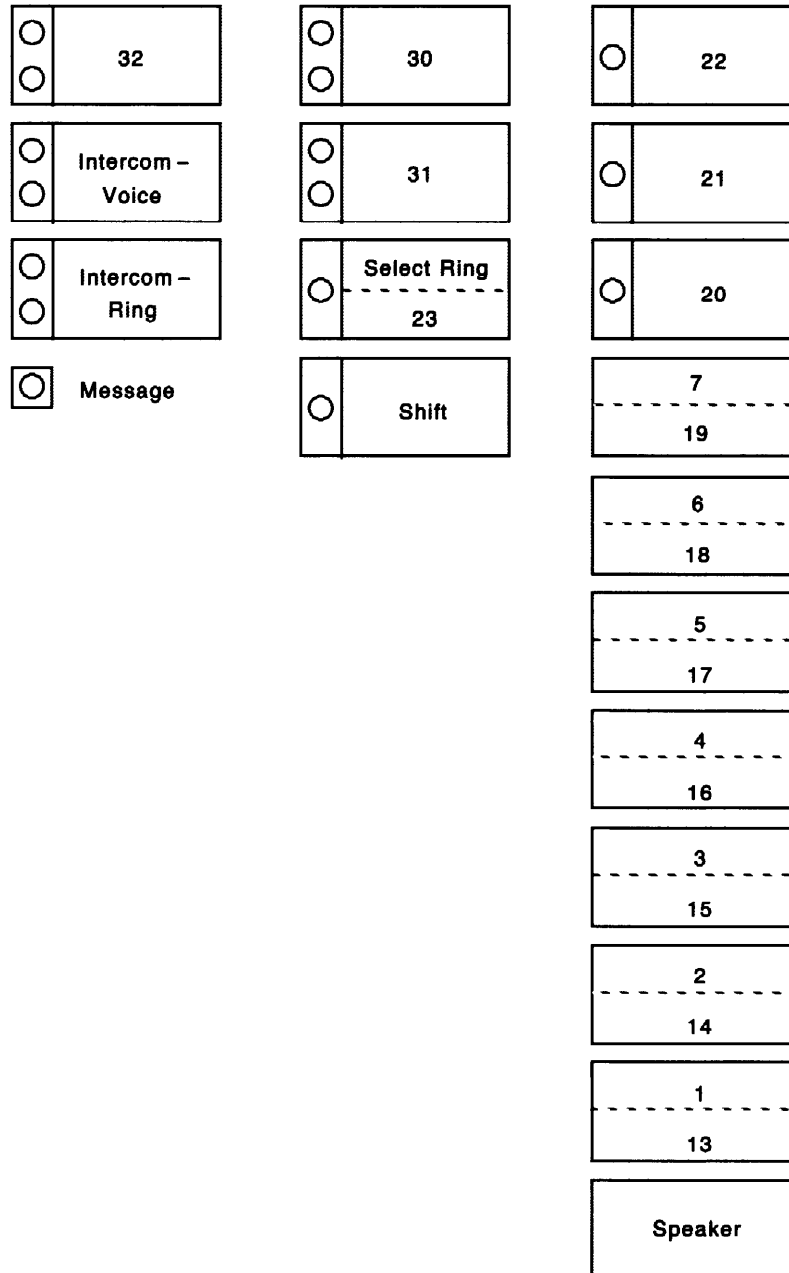 32
Intercom –
Voice
Intercom –
Ring
Message
30
31
Select Ring
23
Shift
22
21
20
7
19
6
18
5
17
4
16
3
15
2
14
1
13
Speaker